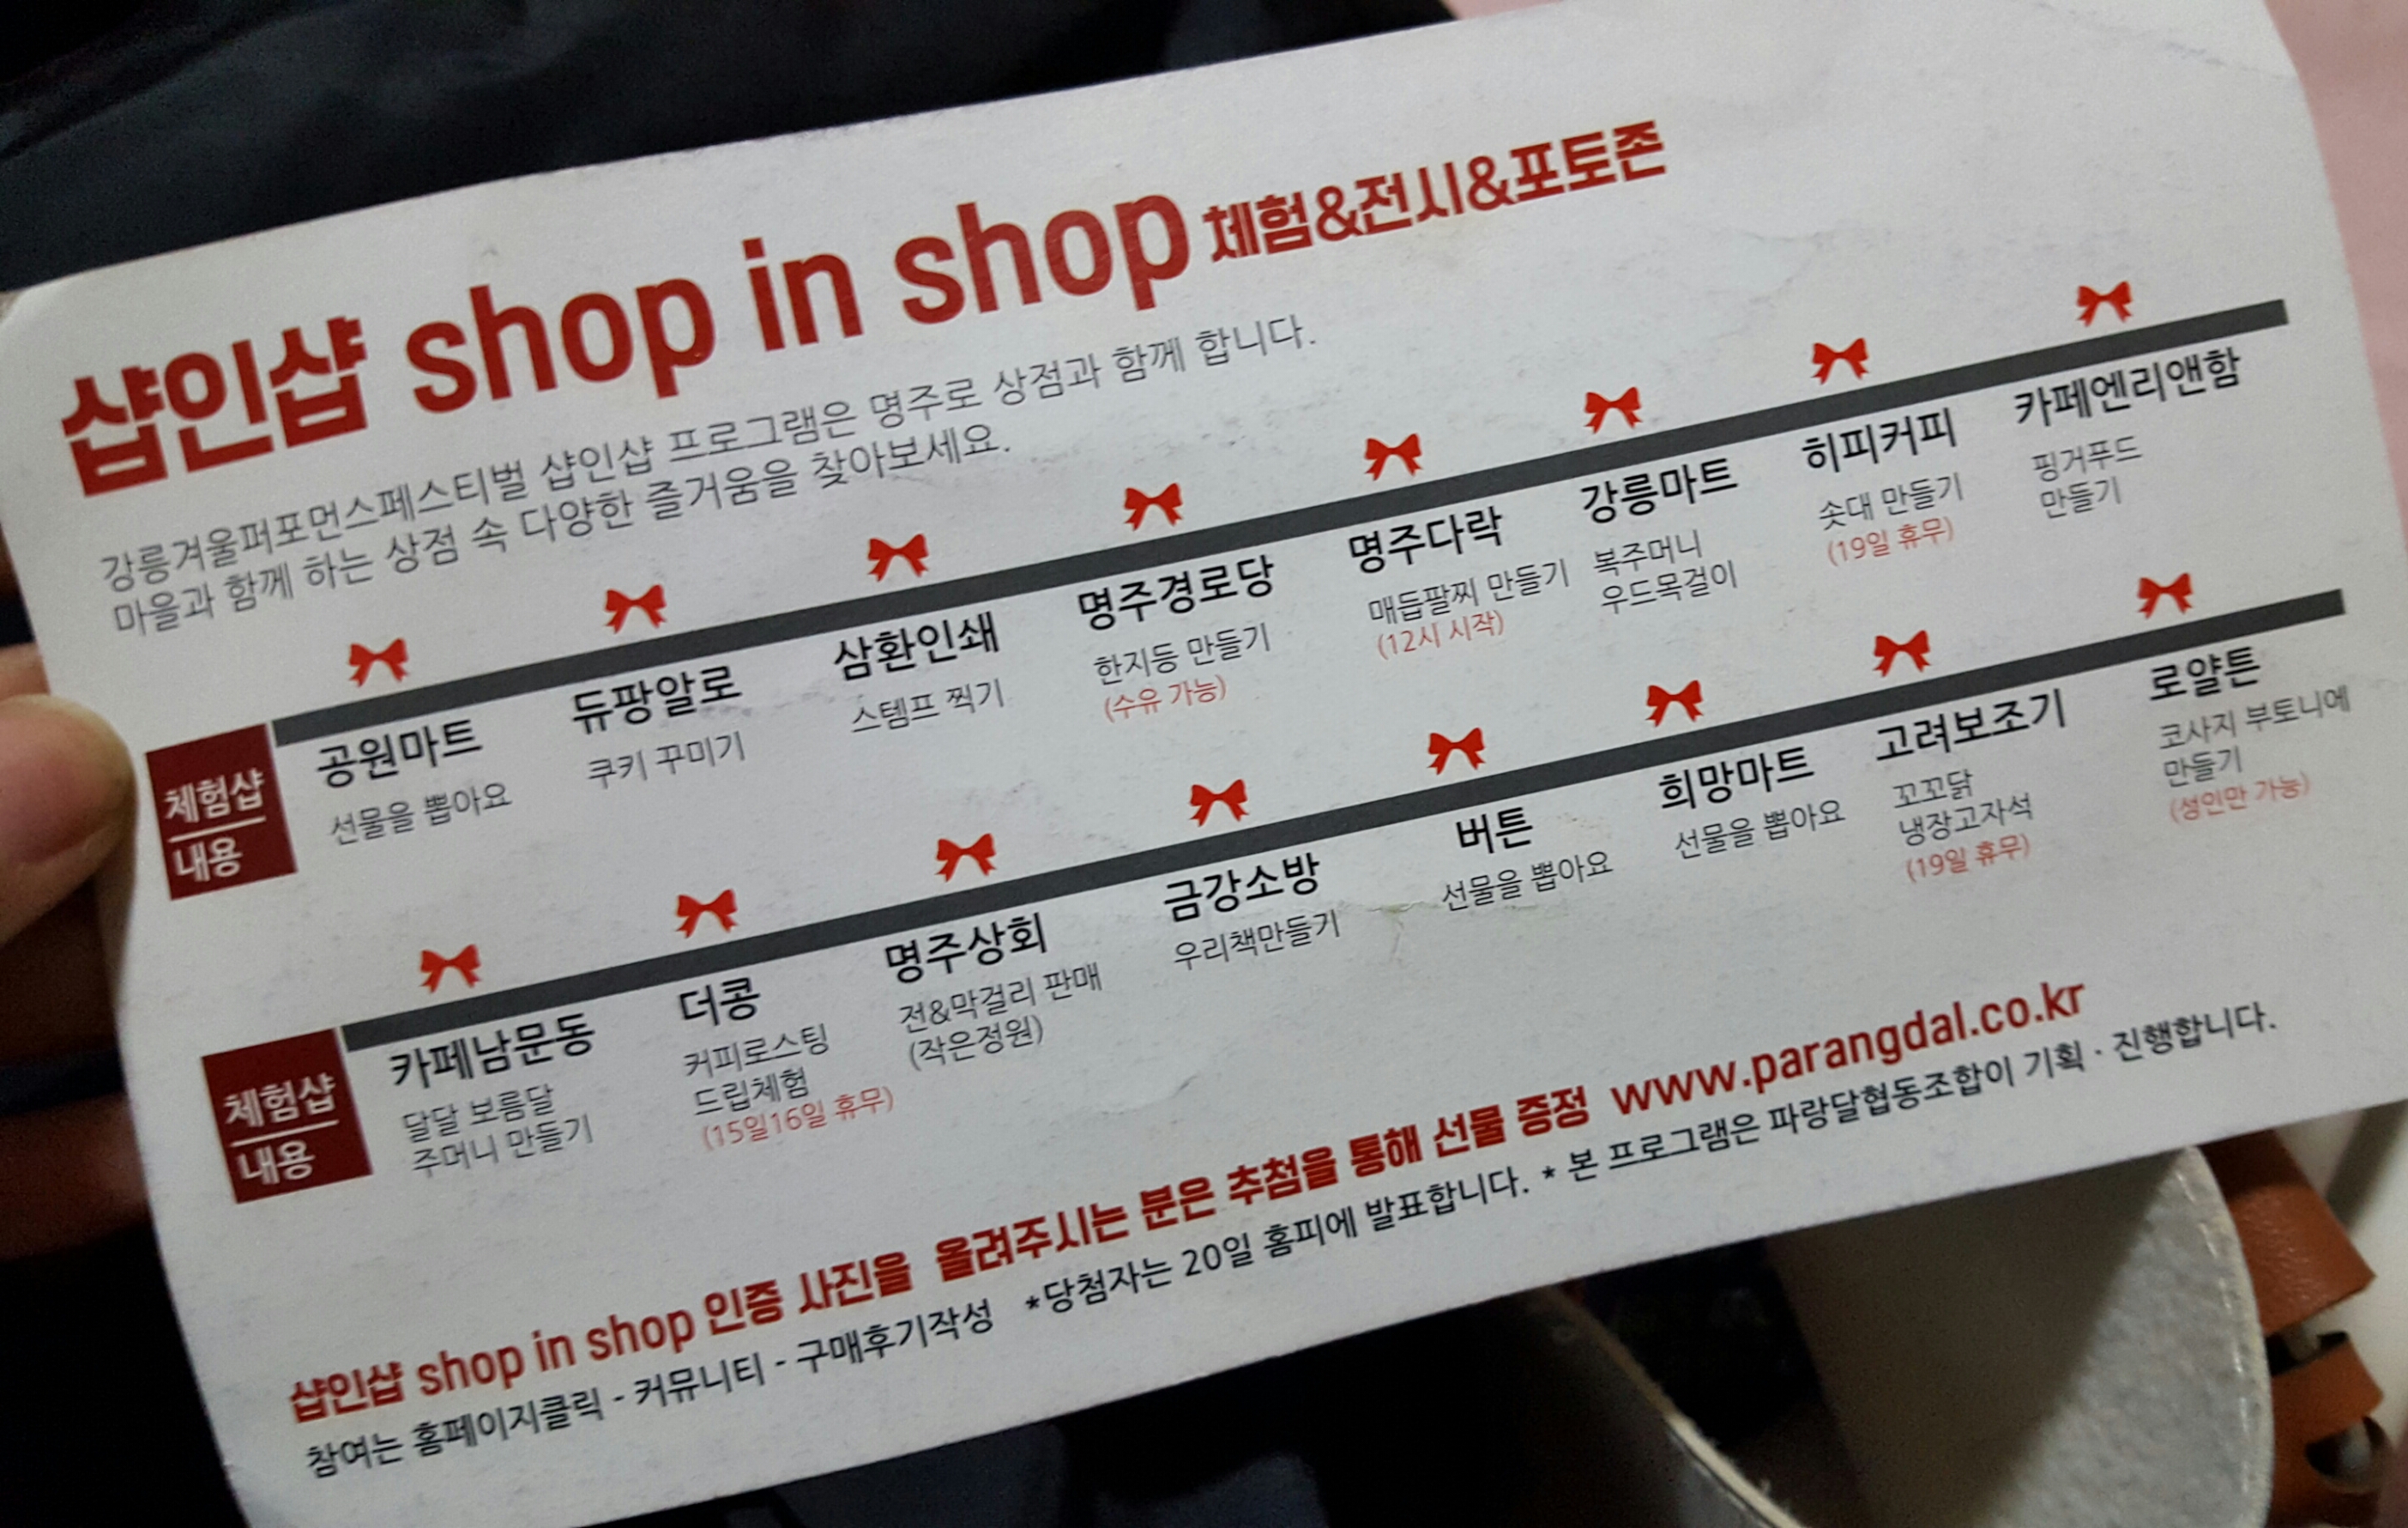 샵인샵 shop in shop 체험&전시&포토존
강릉겨울퍼포먼스페스티벌 샵인샵 프로그램은 명주로 상점과 함께 합니다.
마을과 함께 하는 상점 속 다양한 즐거움을 찾아보세요.
체험샵
내용
공원마트
선물을 뽑아요
듀팡알로
쿠키 꾸미기
삼환인쇄
스템프 찍기
명주경로당
한지등 만들기
(수유 가능)
명주다락
매듭팔찌 만들기
(12시 시작)
강릉마트
복주머니
우드목걸이
히피커피
솟대 만들기
(19일 휴무)
카페엔리앤함
핑거푸드
만들기
체험샵
내용
카페남문동
달달 보름달
주머니 만들기
더콩
커피로스팅
드립체험
(15일16일 휴무)
명주상회
전&막걸리 판매
(작은정원)
금강소방
우리책만들기
버튼
선물을 뽑아요
희망마트
선물을 뽑아요
고려보조기
꼬꼬닭
냉장고자석
(19일 휴무)
로얄튼
코사지 부토니에
만들기
(성인만 가능)
샵인샵 shop in shop 인증 사진을 올려주시는 분은 추첨을 통해 선물 증정 www.parangdal.co.kr
참여는 홈페이지클릭 - 커뮤니티 - 구매후기작성 *당첨자는 20일 홈피에 발표합니다. * 본 프로그램은 파랑달협동조합이 기획 · 진행합니다.